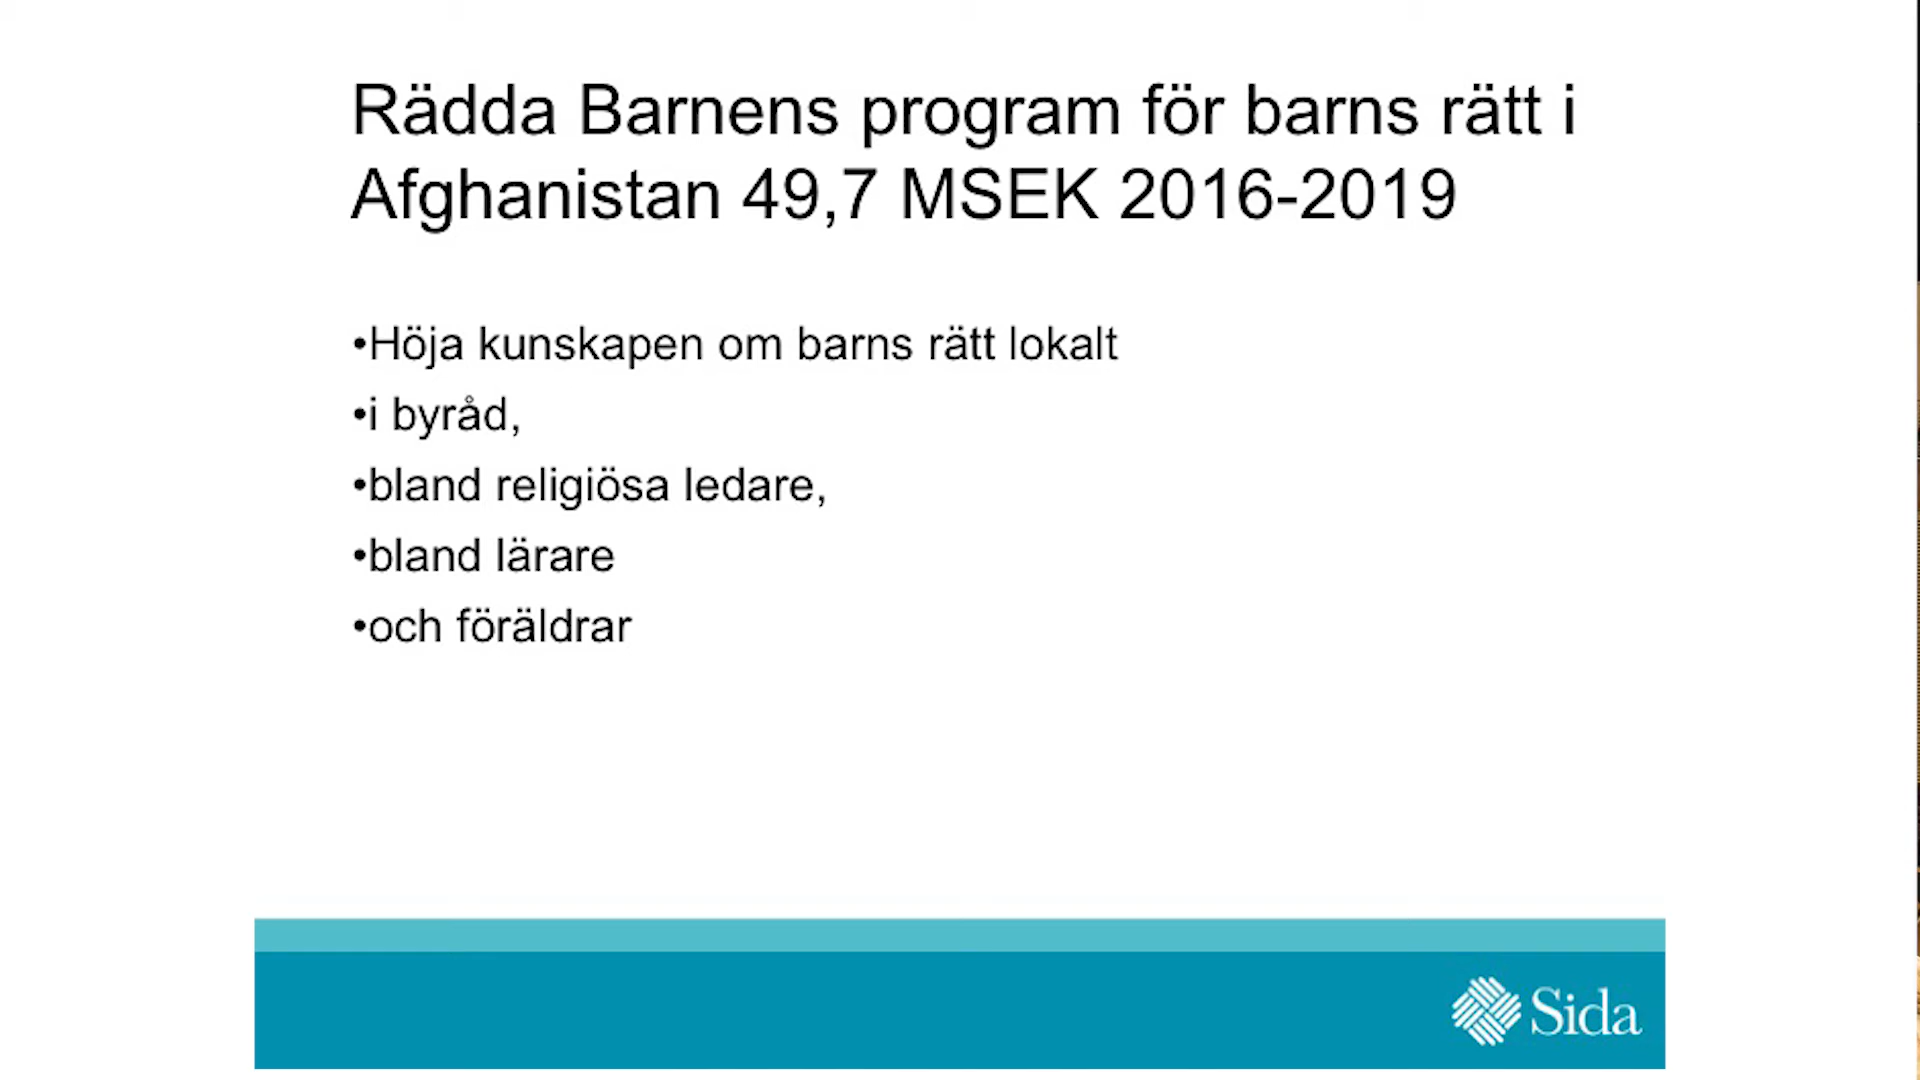 Rädda Barnens program för barns rätt i
Afghanistan 49,7 MSEK 2016-2019
•Höja kunskapen om barns rätt lokalt
•i byråd,
•bland religiösa ledare,
•bland lärare
•och föräldrar
Sida